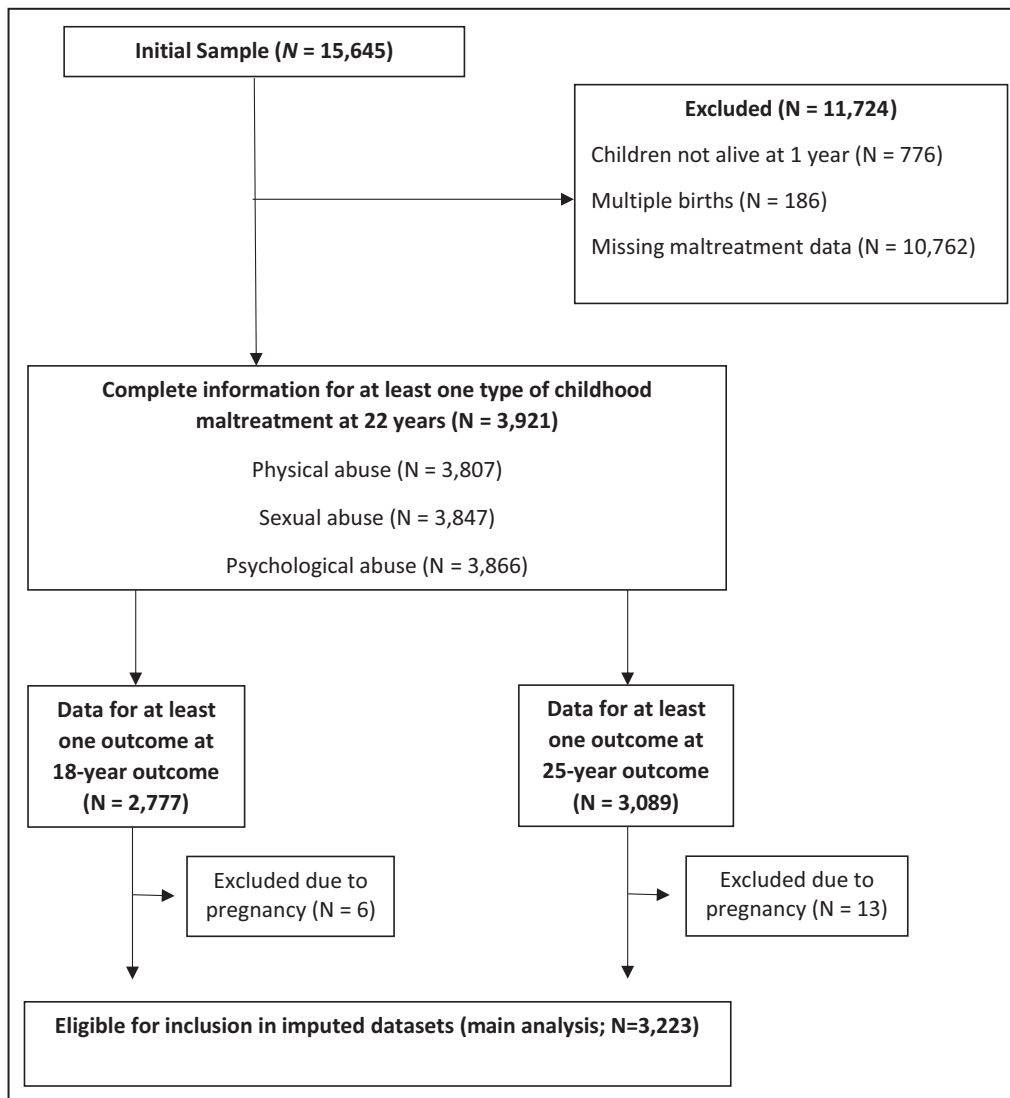 Initial Sample (N = 15,645)
Excluded (N = 11,724)
Children not alive at 1 year (N = 776)
Multiple births (N = 186)
Missing maltreatment data (N = 10,762)
Complete information for at least one type of childhood
maltreatment at 22 years (N = 3,921)
Physical abuse (N = 3,807)
Sexual abuse (N = 3,847)
Psychological abuse (N = 3,866)
Data for at least
one outcome at
18-year outcome
(N = 2,777)
Data for at least
one outcome at
25-year outcome
(N = 3,089)
Excluded due to
pregnancy (N = 6)
Excluded due to
pregnancy (N = 13)
Eligible for inclusion in imputed datasets (main analysis; N=3,223)